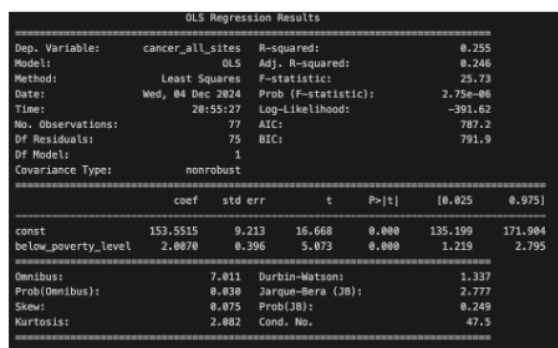 OLS Regression Results
Dep. Variable: cancer_all_sites R-squared: 0.255
Model: OLS Adj. R-squared: 0.246
Method: Least Squares F-statistic: 25.73
Date: Wed, 04 Dec 2024 Prob (F-statistic): 2.75e-06
Time: 20:55:27 Log-Likelihood: -391.62
No. Observations: 77 AIC: 787.2
Df Residuals: 75 BIC: 791.9
Df Model: 1
Covariance Type: nonrobust
coef std err t P>|t| [0.025 0.975]
const 153.5515 9.213 16.668 0.000 135.199 171.904
below_poverty_level 2.0070 0.396 5.073 0.000 1.219 2.795
Omnibus: 7.011 Durbin-Watson: 1.337
Prob(Omnibus): 0.030 Jarque-Bera (JB): 2.777
Skew: 0.075 Prob(JB): 0.249
Kurtosis: 2.082 Cond. No. 47.5